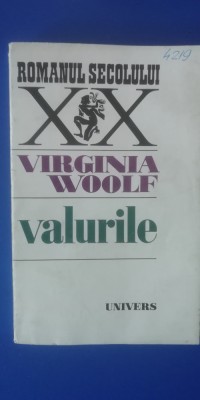 4219
ROMANUL SECOLULUI
XX
VIRGINIA
WOOLF
valurile
UNIVERS